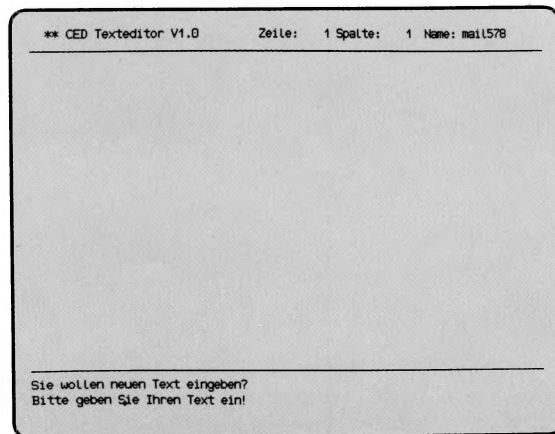 ** CED Texteditor V1.0 Zeile: 1 Spalte: 1 Name: mail578
Sie wollen neuen Text eingeben?
Bitte geben Sie Ihren Text ein!